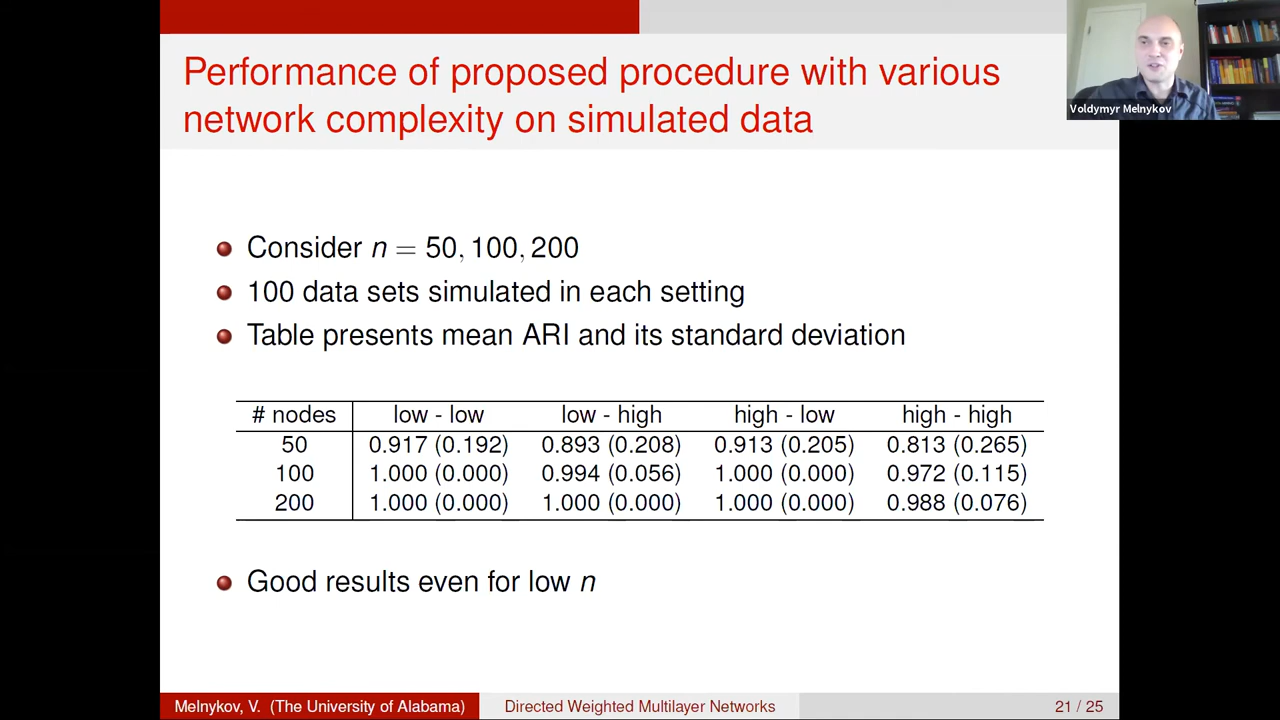 Performance of proposed procedure with various
network complexity on simulated data
Voldymyr Melnykov
Consider n = 50, 100, 200
100 data sets simulated in each setting
Table presents mean ARI and its standard deviation
# nodes low - low low - high high - low high - high
50 0.917 (0.192) 0.893 (0.208) 0.913 (0.205) 0.813 (0.265)
100 1.000 (0.000) 0.994 (0.056) 1.000 (0.000) 0.972 (0.115)
200 1.000 (0.000) 1.000 (0.000) 1.000 (0.000) 0.988 (0.076)
Good results even for low n
Melnykov, V. (The University of Alabama) Directed Weighted Multilayer Networks 21 / 25